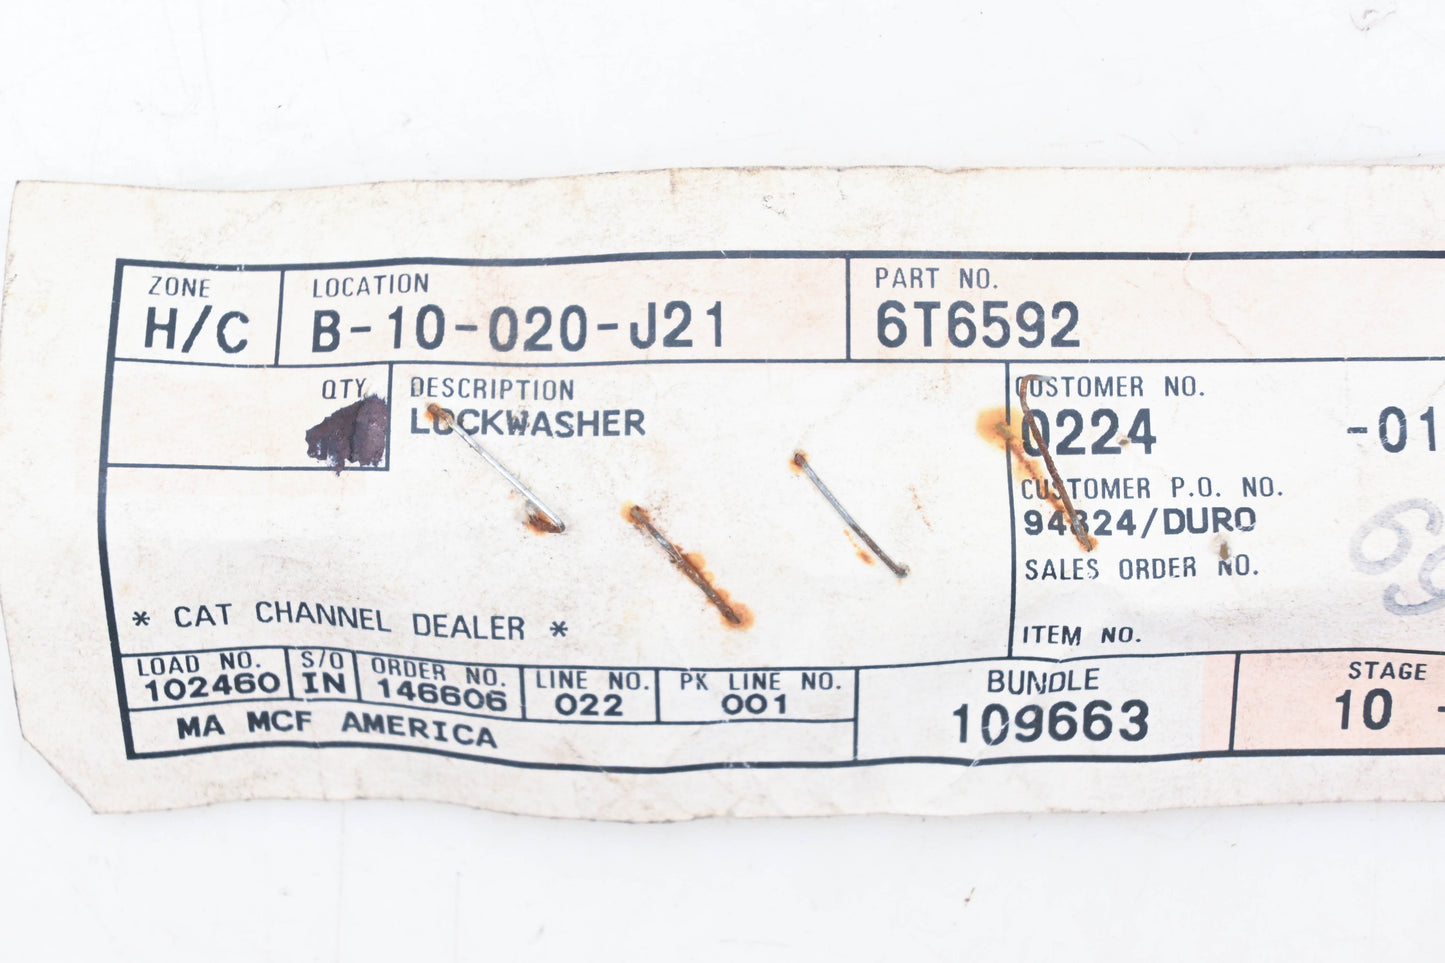 ZONE LOCATION PART NO.
H/C B-10-020-J21 6T6592
QTY DESCRIPTION CUSTOMER NO.
LOCKWASHER 0224 -01
CUSTOMER P.O. NO.
94824/DURO
SALES ORDER NO.
* CAT CHANNEL DEALER *
ITEM NO.
LOAD NO. S/O ORDER NO. LINE NO. PK LINE NO. BUNDLE STAGE
102460 IN 146606 022 001 109663 10 -
MA MCF AMERICA